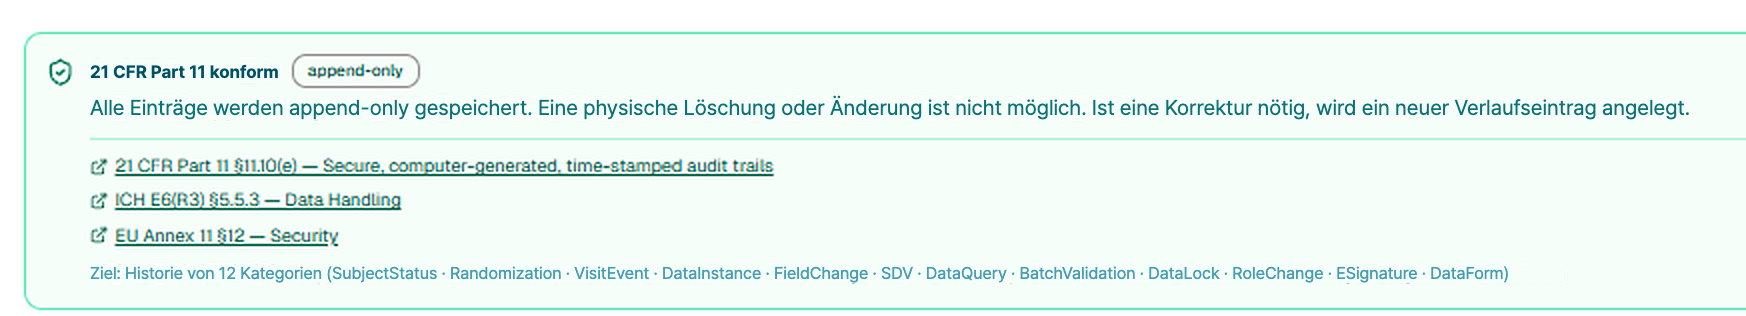 21 CFR Part 11 konform append-only
Alle Einträge werden append-only gespeichert. Eine physische Löschung oder Änderung ist nicht möglich. Ist eine Korrektur nötig, wird ein neuer Verlaufseintrag angelegt.
21 CFR Part 11 §11.10(e) — Secure, computer-generated, time-stamped audit trails
ICH E6(R3) §5.5.3 — Data Handling
EU Annex 11 §12 — Security
Ziel: Historie von 12 Kategorien (SubjectStatus · Randomization · VisitEvent · DataInstance · FieldChange · SDV · DataQuery · BatchValidation · DataLock · RoleChange · ESignature · DataForm)